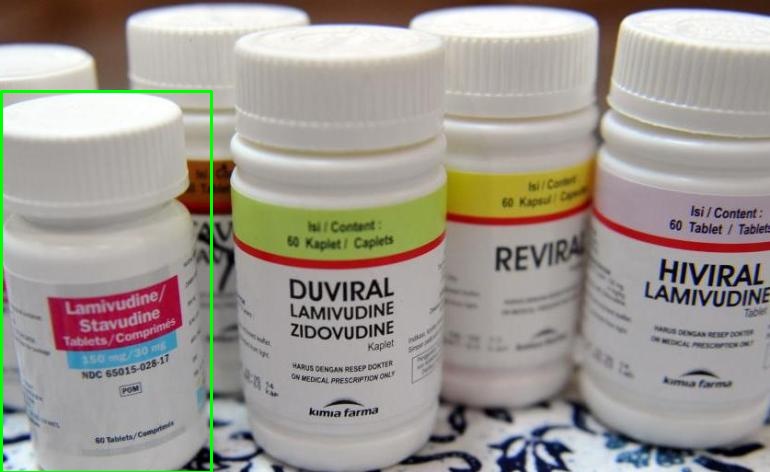 Lamivudine/
Stavudine
Tablets/Comprimés
150 mg/30 mg
NDC 65015-028-17
POM
60 Tablets/Comprimés
Isi / Content :
60 Kaplet / Caplets
DUVIRAL
LAMIVUDINE
ZIDOVUDINE
Kaplet
HARUS DENGAN RESEP DOKTER
ON MEDICAL PRESCRIPTION ONLY
kimia farma
Isi / Content
60 Kapsul /
REVIRAL
Isi / Content :
60 Tablet / Tablets
HIVIRAL
LAMIVUDINE
Tablet
HARUS DENGAN RESEP DOKTER
ON MEDICAL PRESCRIPTION ONLY
kimia farma